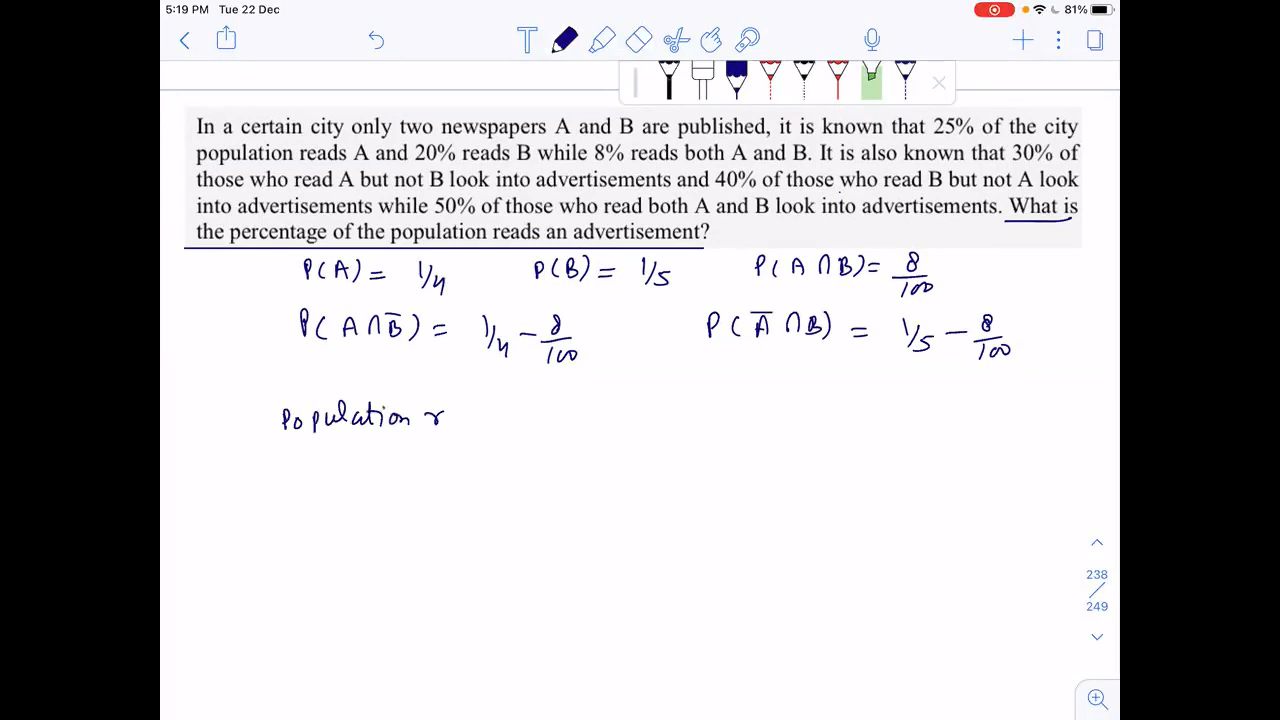 5:19 PM Tue 22 Dec
81%
T
In a certain city only two newspapers A and B are published, it is known that 25% of the city
population reads A and 20% reads B while 8% reads both A and B. It is also known that 30% of
those who read A but not B look into advertisements and 40% of those who read B but not A look
into advertisements while 50% of those who read both A and B look into advertisements. What is
the percentage of the population reads an advertisement?
P(A) = 1/4 P(B) = 1/5 P(A∩B) = 8/100
P(A∩B̅) = 1/4 − 8/100 P(A̅∩B) = 1/5 − 8/100
Population r
238
249